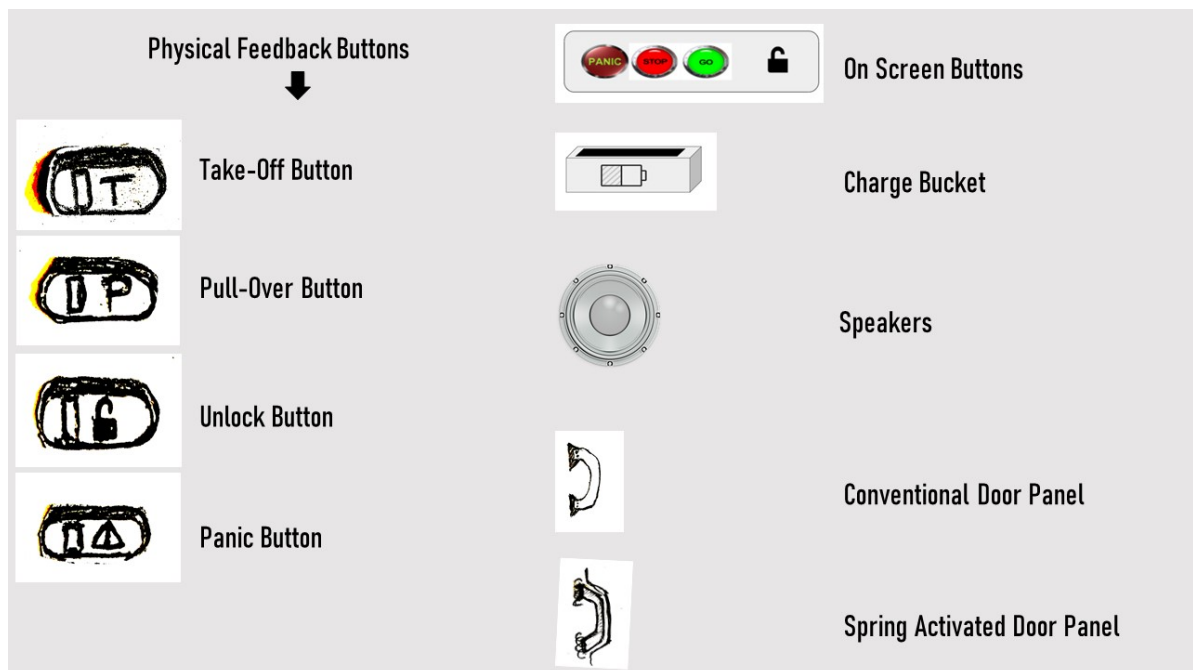 Physical Feedback Buttons
T
Take-Off Button
P
Pull-Over Button
Unlock Button
Panic Button
PANIC STOP GO
On Screen Buttons
Charge Bucket
Speakers
Conventional Door Panel
Spring Activated Door Panel